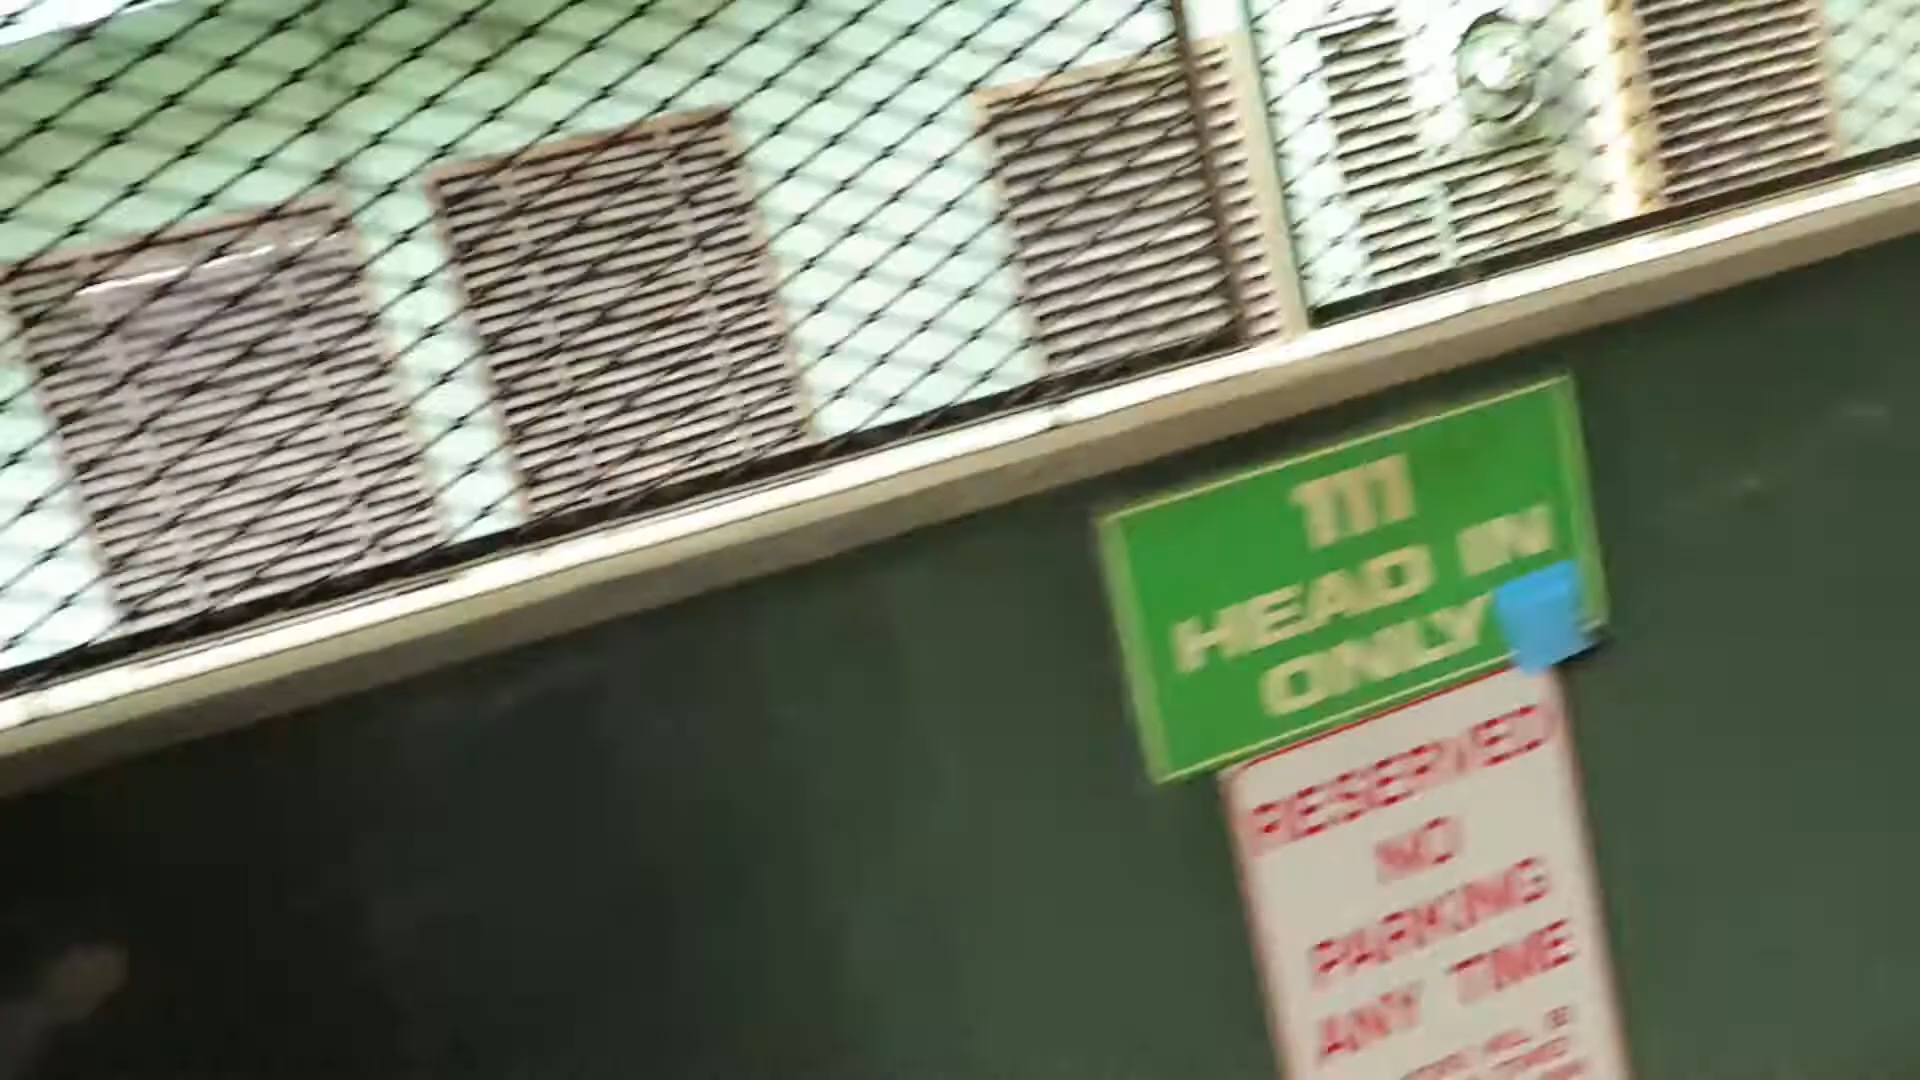 111
HEAD IN
ONLY
RESERVED
NO
PARKING
ANY TIME